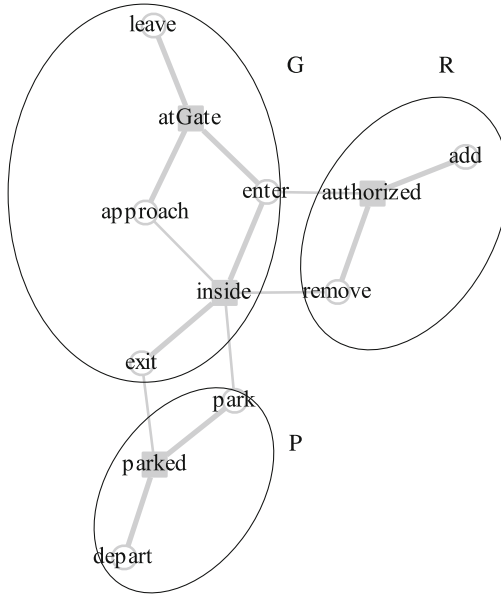 leave
G
R
atGate
add
enter
authorized
approach
inside
remove
exit
park
P
parked
depart